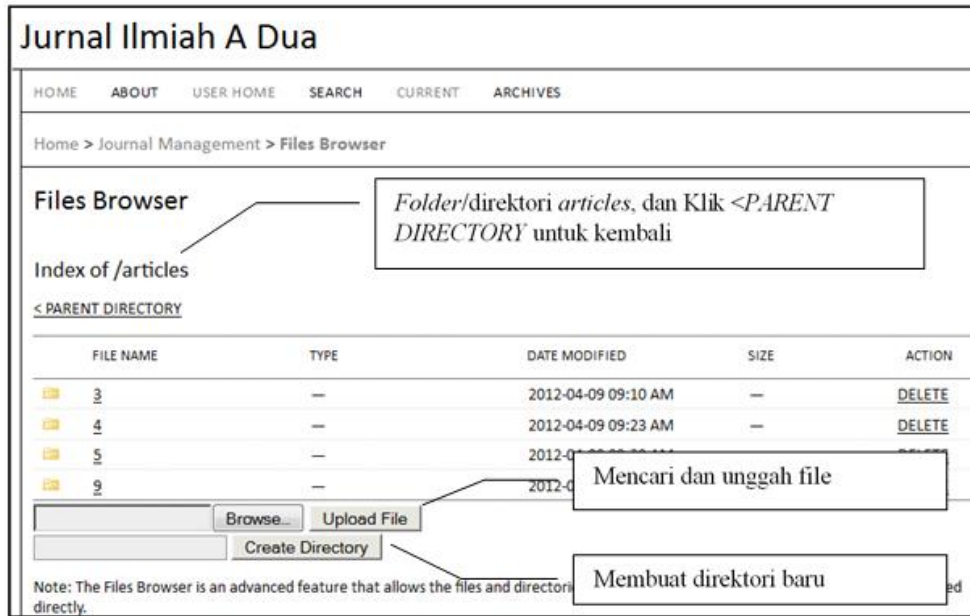 Jurnal Ilmiah A Dua
HOME ABOUT USER HOME SEARCH CURRENT ARCHIVES
Home > Journal Management > Files Browser
Files Browser
Folder/direktori articles, dan Klik <PARENT
DIRECTORY untuk kembali
Index of /articles
< PARENT DIRECTORY
FILE NAME TYPE DATE MODIFIED SIZE ACTION
3 — 2012-04-09 09:10 AM — DELETE
4 — 2012-04-09 09:23 AM — DELETE
5 —
9 —
Mencari dan unggah file
Browse... Upload File
Create Directory
Membuat direktori baru
Note: The Files Browser is an advanced feature that allows the files and
directly.